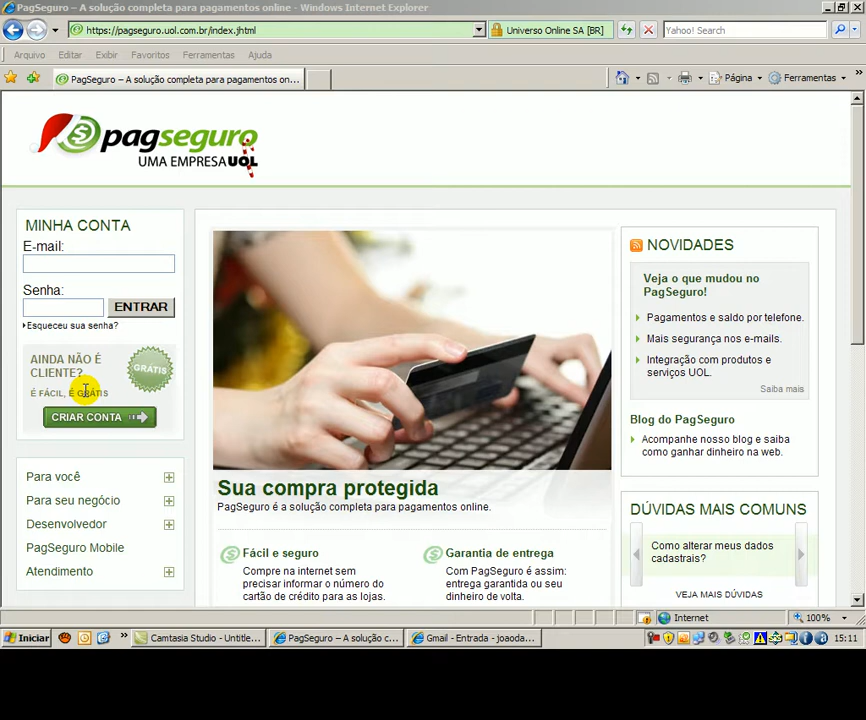 PagSeguro – A solução completa para pagamentos online - Windows Internet Explorer
https://pagseguro.uol.com.br/index.jhtml
Universo Online SA [BR]
Yahoo! Search
Arquivo Editar Exibir Favoritos Ferramentas Ajuda
PagSeguro – A solução completa para pagamentos on...
Página
Ferramentas
pagseguro
UMA EMPRESA UOL
MINHA CONTA
E-mail:
Senha:
ENTRAR
Esqueceu sua senha?
AINDA NÃO É
CLIENTE?
GRÁTIS
É FÁCIL, É GRÁTIS
CRIAR CONTA
Para você
Para seu negócio
Desenvolvedor
PagSeguro Mobile
Atendimento
Sua compra protegida
PagSeguro é a solução completa para pagamentos online.
Fácil e seguro
Compre na internet sem
precisar informar o número do
cartão de crédito para as lojas.
Garantia de entrega
Com PagSeguro é assim:
entrega garantida ou seu
dinheiro de volta.
NOVIDADES
Veja o que mudou no
PagSeguro!
Pagamentos e saldo por telefone.
Mais segurança nos e-mails.
Integração com produtos e
serviços UOL.
Saiba mais
Blog do PagSeguro
Acompanhe nosso blog e saiba
como ganhar dinheiro na web.
DÚVIDAS MAIS COMUNS
Como alterar meus dados
cadastrais?
VEJA MAIS DÚVIDAS
Internet
100%
Iniciar
Camtasia Studio - Untitle...
PagSeguro – A solução c...
Gmail - Entrada - joaoda...
15:11